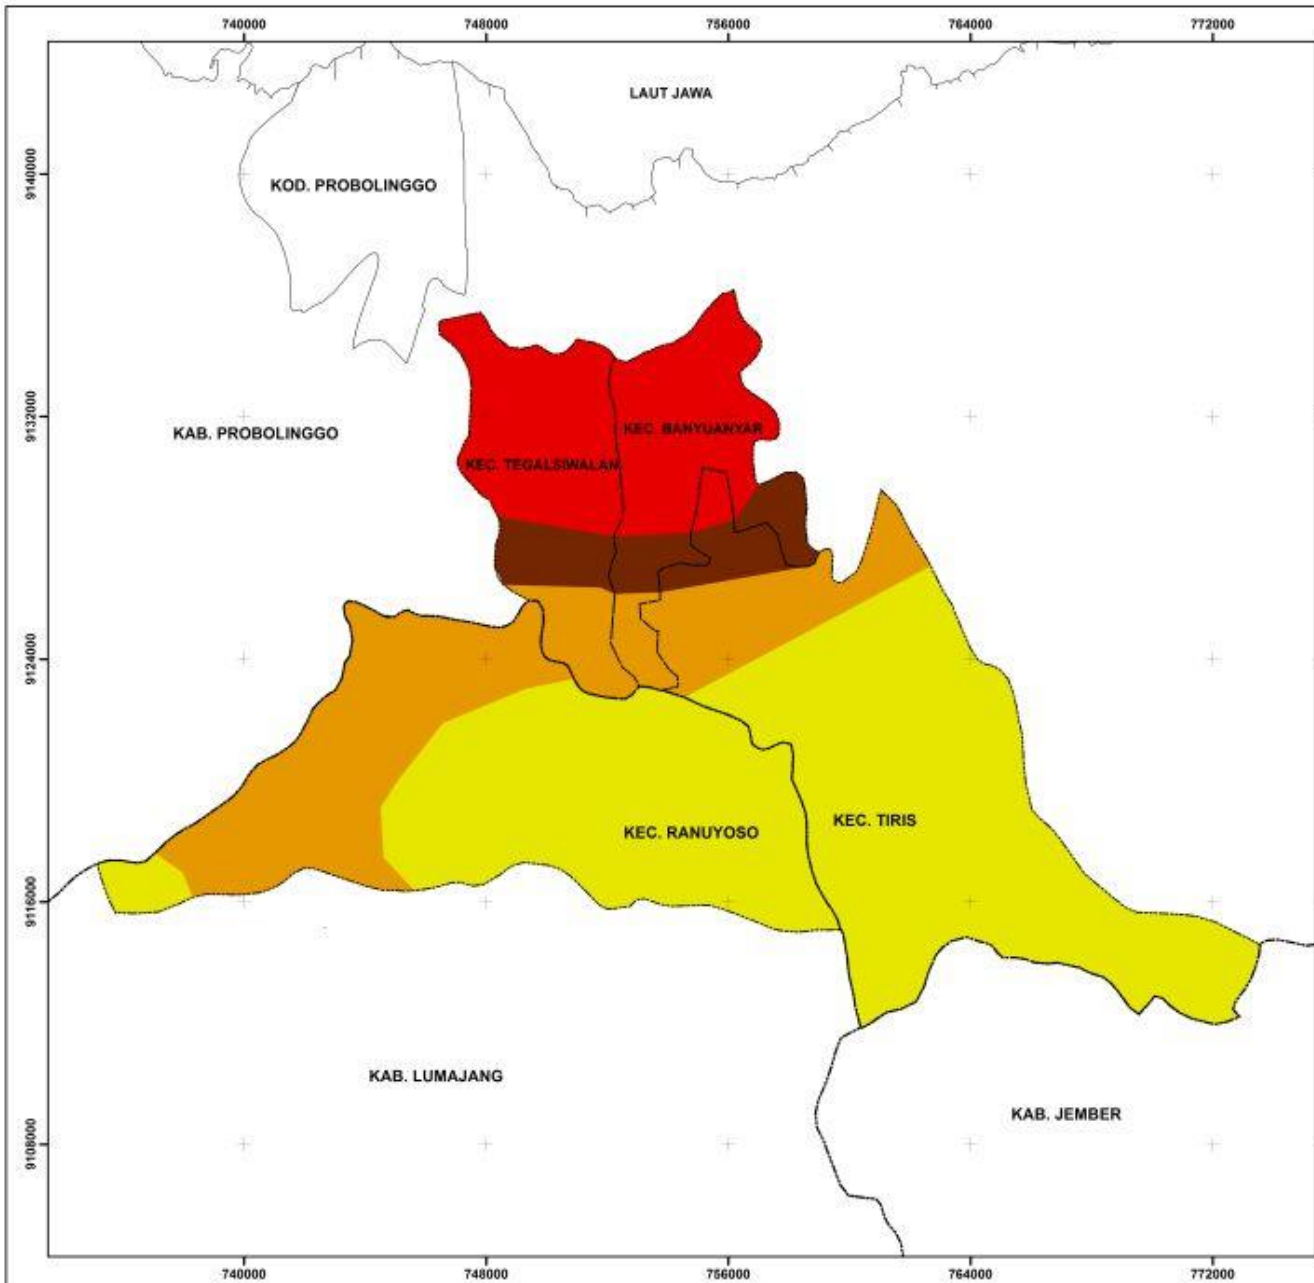 740000
748000
756000
764000
772000
LAUT JAWA
9140000
KOD. PROBOLINGGO
9132000
KAB. PROBOLINGGO
KEC. BANYUANYAR
KEC. TEGALSIWALAN
9124000
KEC. RANUYOSO
KEC. TIRIS
9116000
KAB. LUMAJANG
KAB. JEMBER
9108000
740000
748000
756000
764000
772000